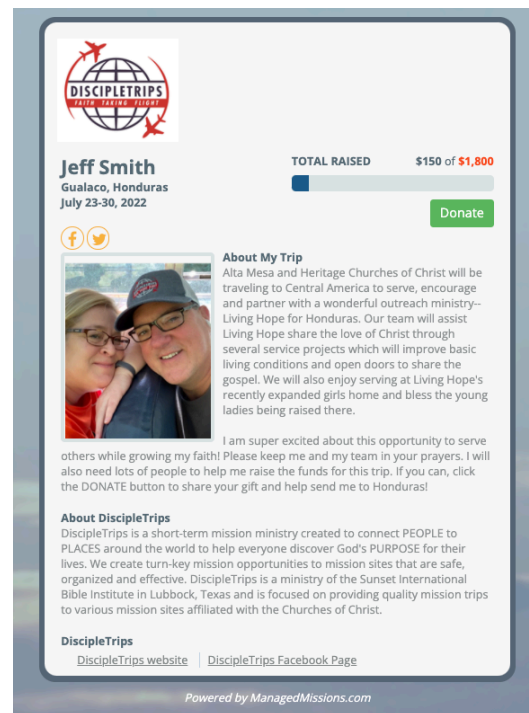 DISCIPLETRIPS
FAITH TAKING FLIGHT
Jeff Smith
Gualaco, Honduras
July 23-30, 2022
TOTAL RAISED $150 of $1,800
Donate
About My Trip
Alta Mesa and Heritage Churches of Christ will be
traveling to Central America to serve, encourage
and partner with a wonderful outreach ministry--
Living Hope for Honduras. Our team will assist
Living Hope share the love of Christ through
several service projects which will improve basic
living conditions and open doors to share the
gospel. We will also enjoy serving at Living Hope's
recently expanded girls home and bless the young
ladies being raised there.
I am super excited about this opportunity to serve
others while growing my faith! Please keep me and my team in your prayers. I will
also need lots of people to help me raise the funds for this trip. If you can, click
the DONATE button to share your gift and help send me to Honduras!
About DiscipleTrips
DiscipleTrips is a short-term mission ministry created to connect PEOPLE to
PLACES around the world to help everyone discover God's PURPOSE for their
lives. We create turn-key mission opportunities to mission sites that are safe,
organized and effective. DiscipleTrips is a ministry of the Sunset International
Bible Institute in Lubbock, Texas and is focused on providing quality mission trips
to various mission sites affiliated with the Churches of Christ.
DiscipleTrips
DiscipleTrips website DiscipleTrips Facebook Page
Powered by ManagedMissions.com